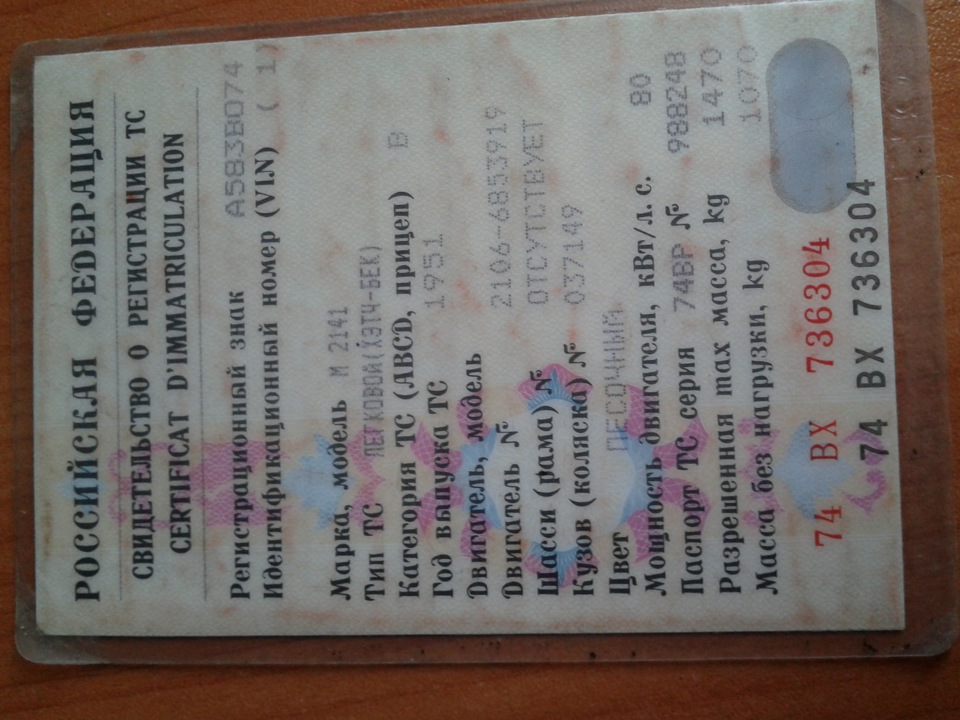 РОССИЙСКАЯ ФЕДЕРАЦИЯ
СВИДЕТЕЛЬСТВО О РЕГИСТРАЦИИ ТС
CERTIFICAT D'IMMATRICULATION
Регистрационный знак А583ВО74
Идентификационный номер (VIN) ( 1)
Марка, модель М 2141
Тип ТС ЛЕГКОВОЙ(ХЭТЧ-БЕК)
Категория ТС (ABCD, прицеп) В
Год выпуска ТС 1951
Двигатель, модель
Двигатель № 2106-6853919
Шасси (рама) № ОТСУТСТВУЕТ
Кузов (коляска) № 037149
Цвет ПЕСОЧНЫЙ
Мощность двигателя, кВт/л. с. 80
Паспорт ТС серия 74ВР № 988248
Разрешенная max масса, kg 1470
Масса без нагрузки, kg 1070
74 ВХ 736304
74 ВХ 736304